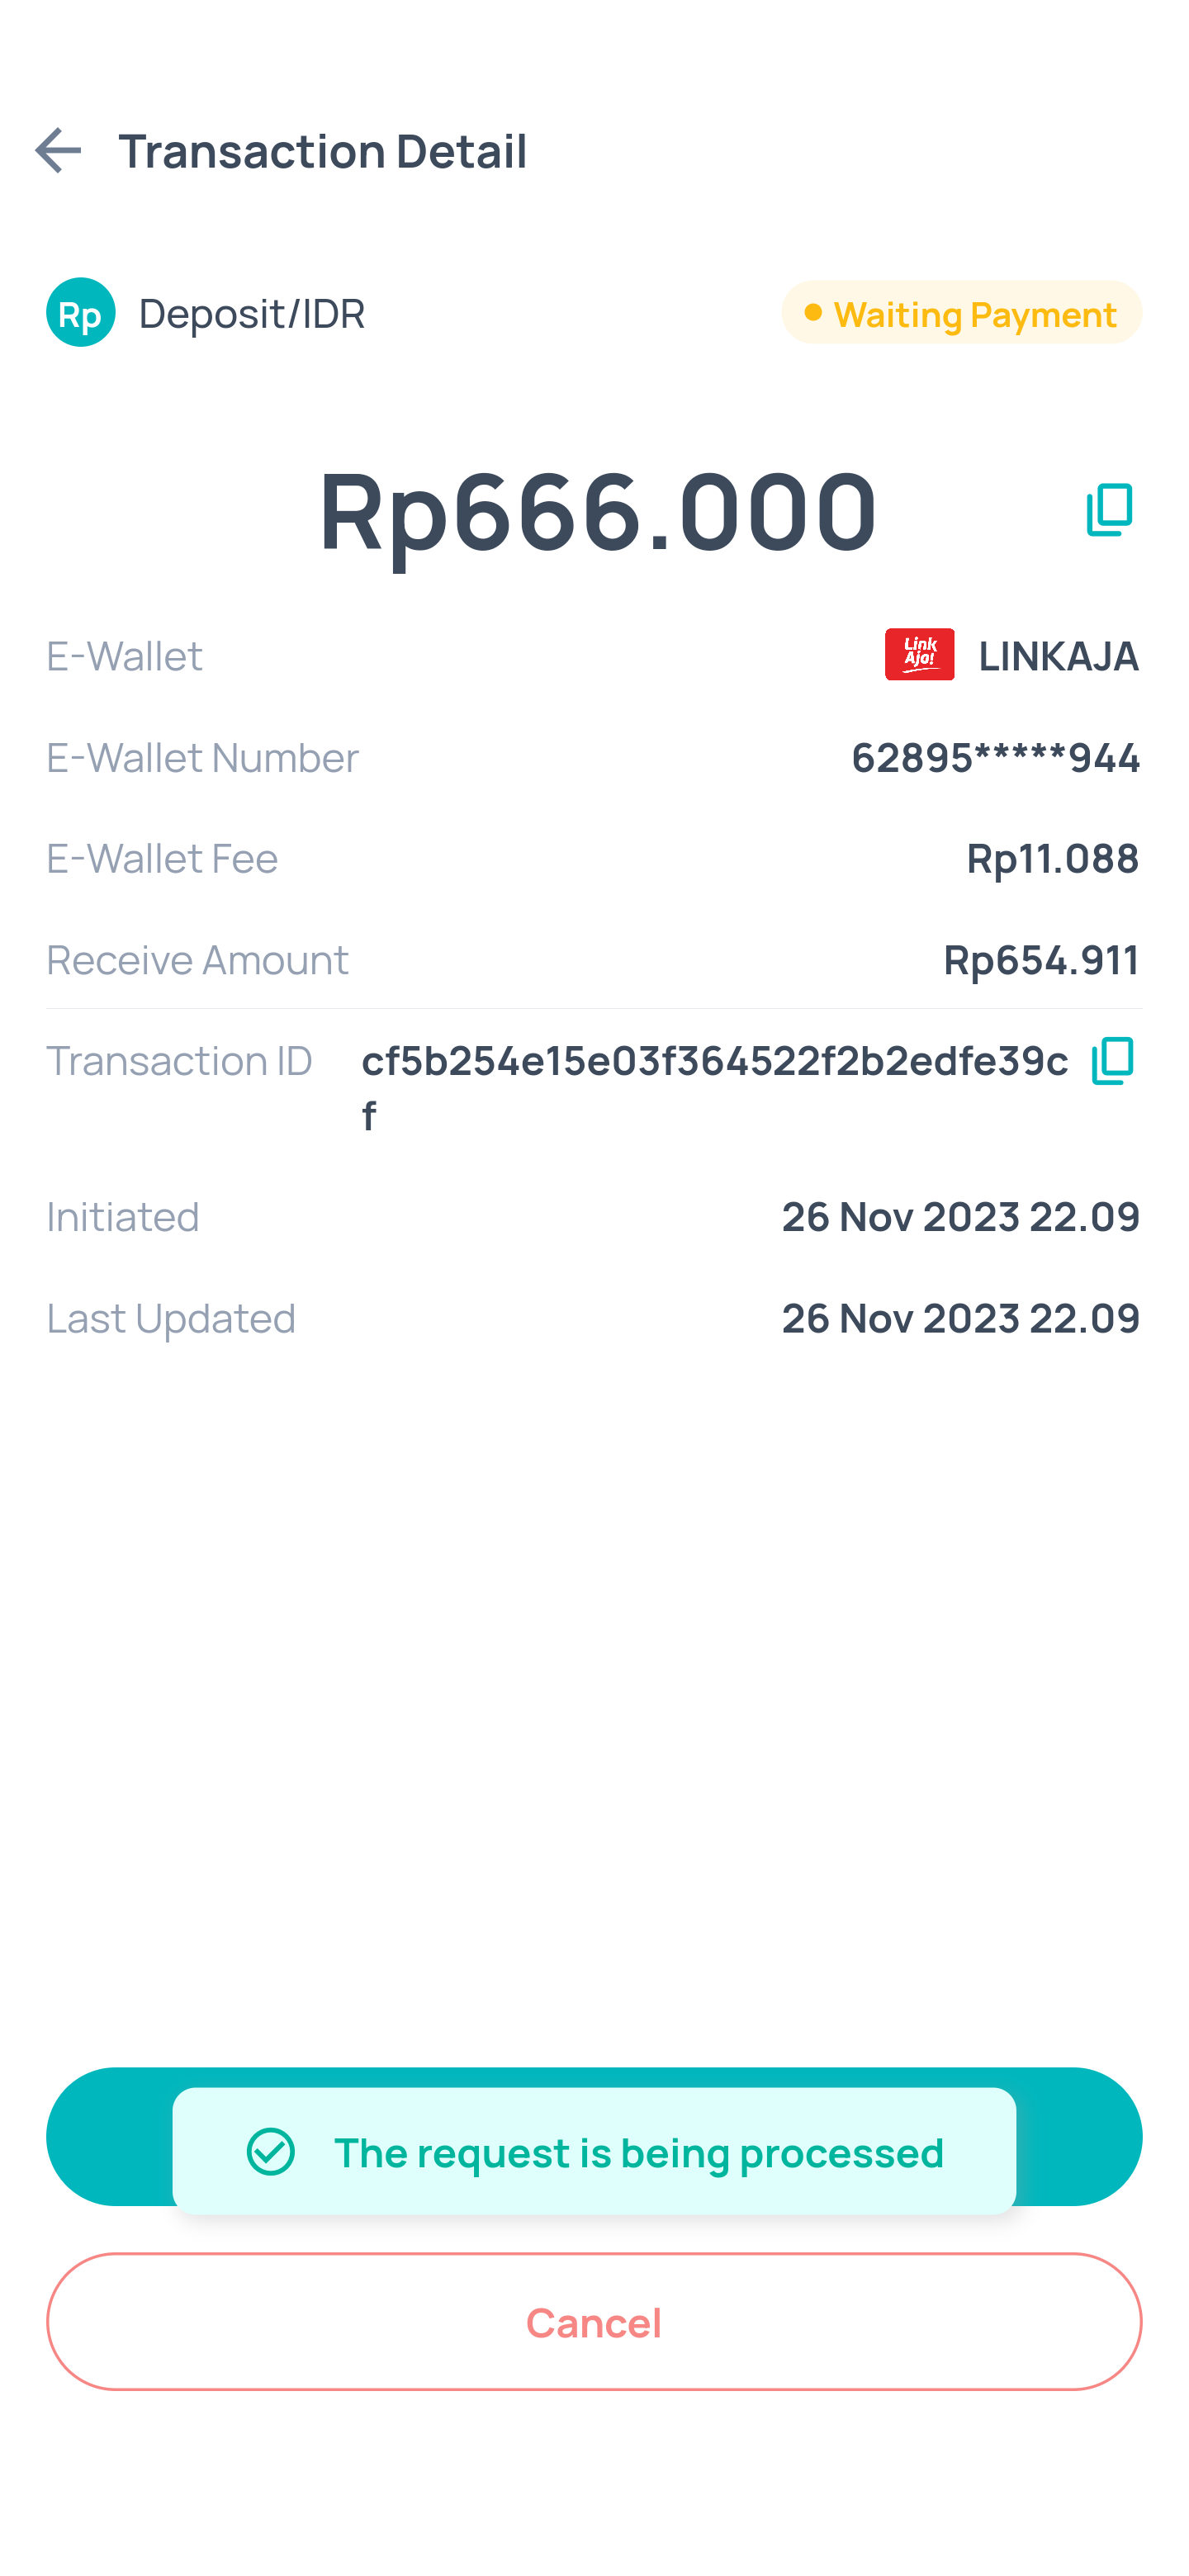 Transaction Detail
Rp Deposit/IDR Waiting Payment
Rp666.000
E-Wallet Link Aja! LINKAJA
E-Wallet Number 62895*****944
E-Wallet Fee Rp11.088
Receive Amount Rp654.911
Transaction ID cf5b254e15e03f364522f2b2edfe39c
f
Initiated 26 Nov 2023 22.09
Last Updated 26 Nov 2023 22.09
The request is being processed
Cancel